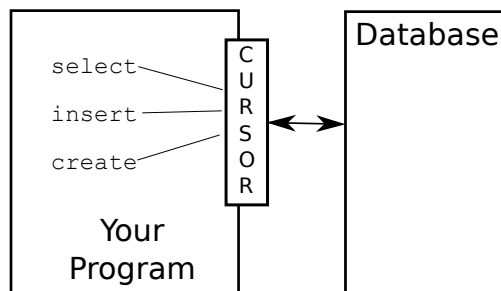 select
insert
create
Your
Program
C
U
R
S
O
R
Database